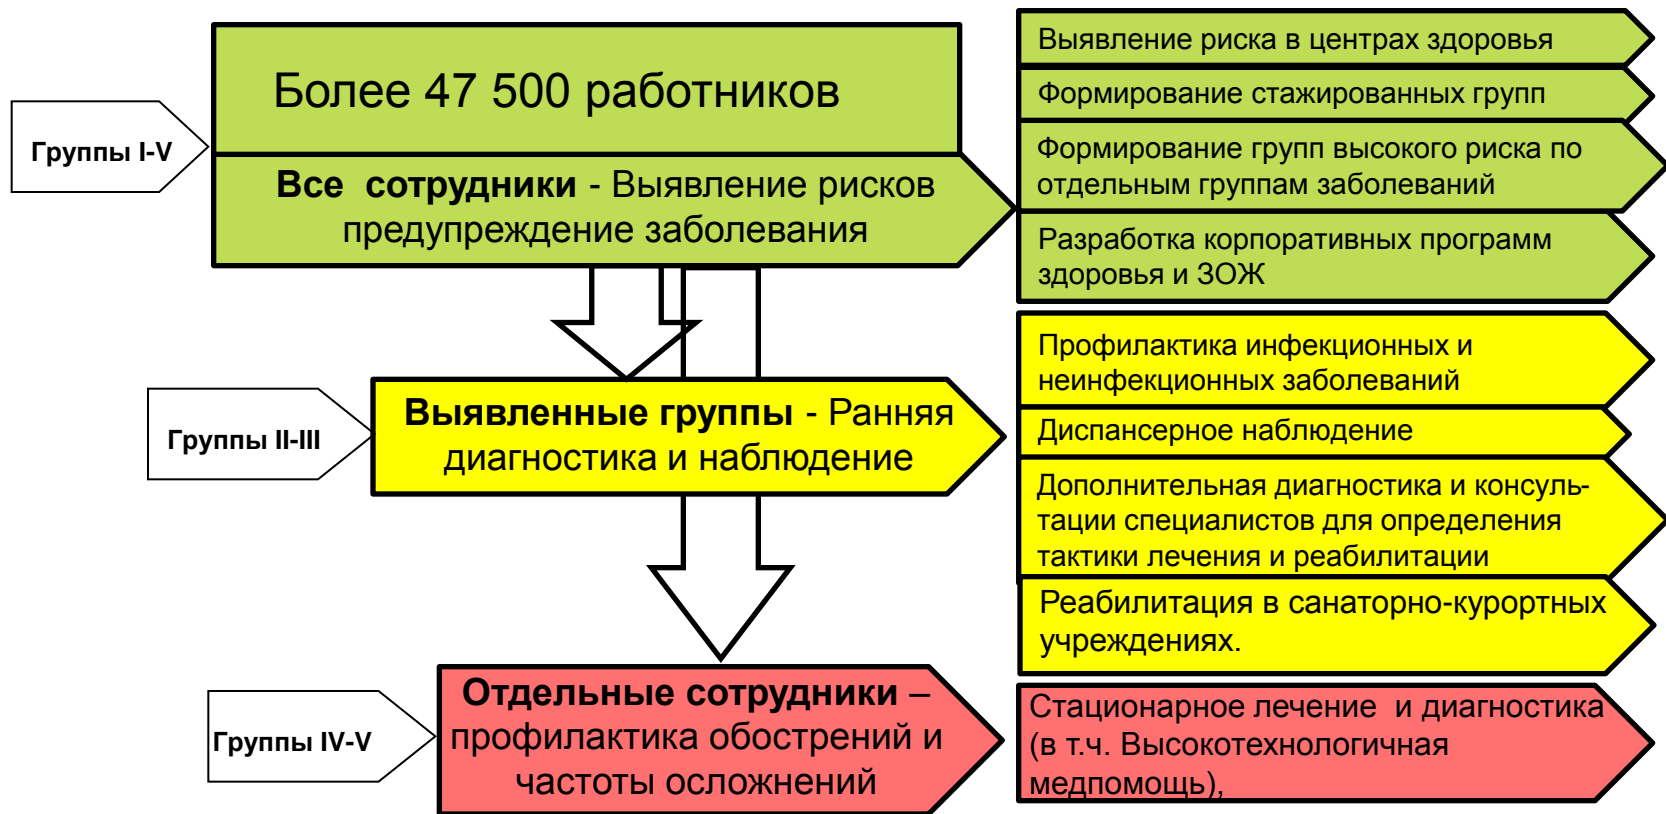 Более 47 500 работников
Группы I-V
Все сотрудники - Выявление рисков
предупреждение заболевания
Выявление риска в центрах здоровья
Формирование стажированных групп
Формирование групп высокого риска по
отдельным группам заболеваний
Разработка корпоративных программ
здоровья и ЗОЖ
Группы II-III
Выявленные группы - Ранняя
диагностика и наблюдение
Профилактика инфекционных и
неинфекционных заболеваний
Диспансерное наблюдение
Дополнительная диагностика и консуль-
тации специалистов для определения
тактики лечения и реабилитации
Реабилитация в санаторно-курортных
учреждениях.
Группы IV-V
Отдельные сотрудники –
профилактика обострений и
частоты осложнений
Стационарное лечение и диагностика
(в т.ч. Высокотехнологичная
медпомощь),